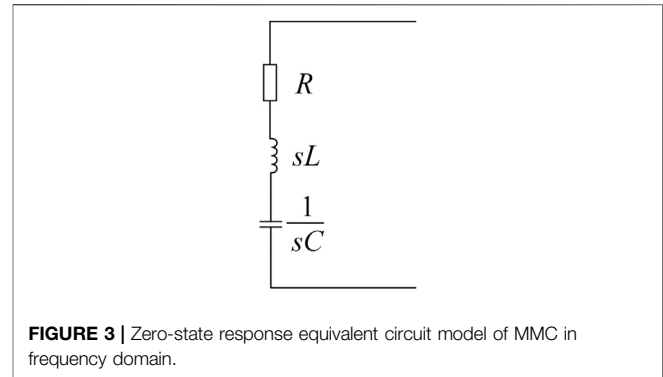 R
sL
1
sC
FIGURE 3 | Zero-state response equivalent circuit model of MMC in
frequency domain.